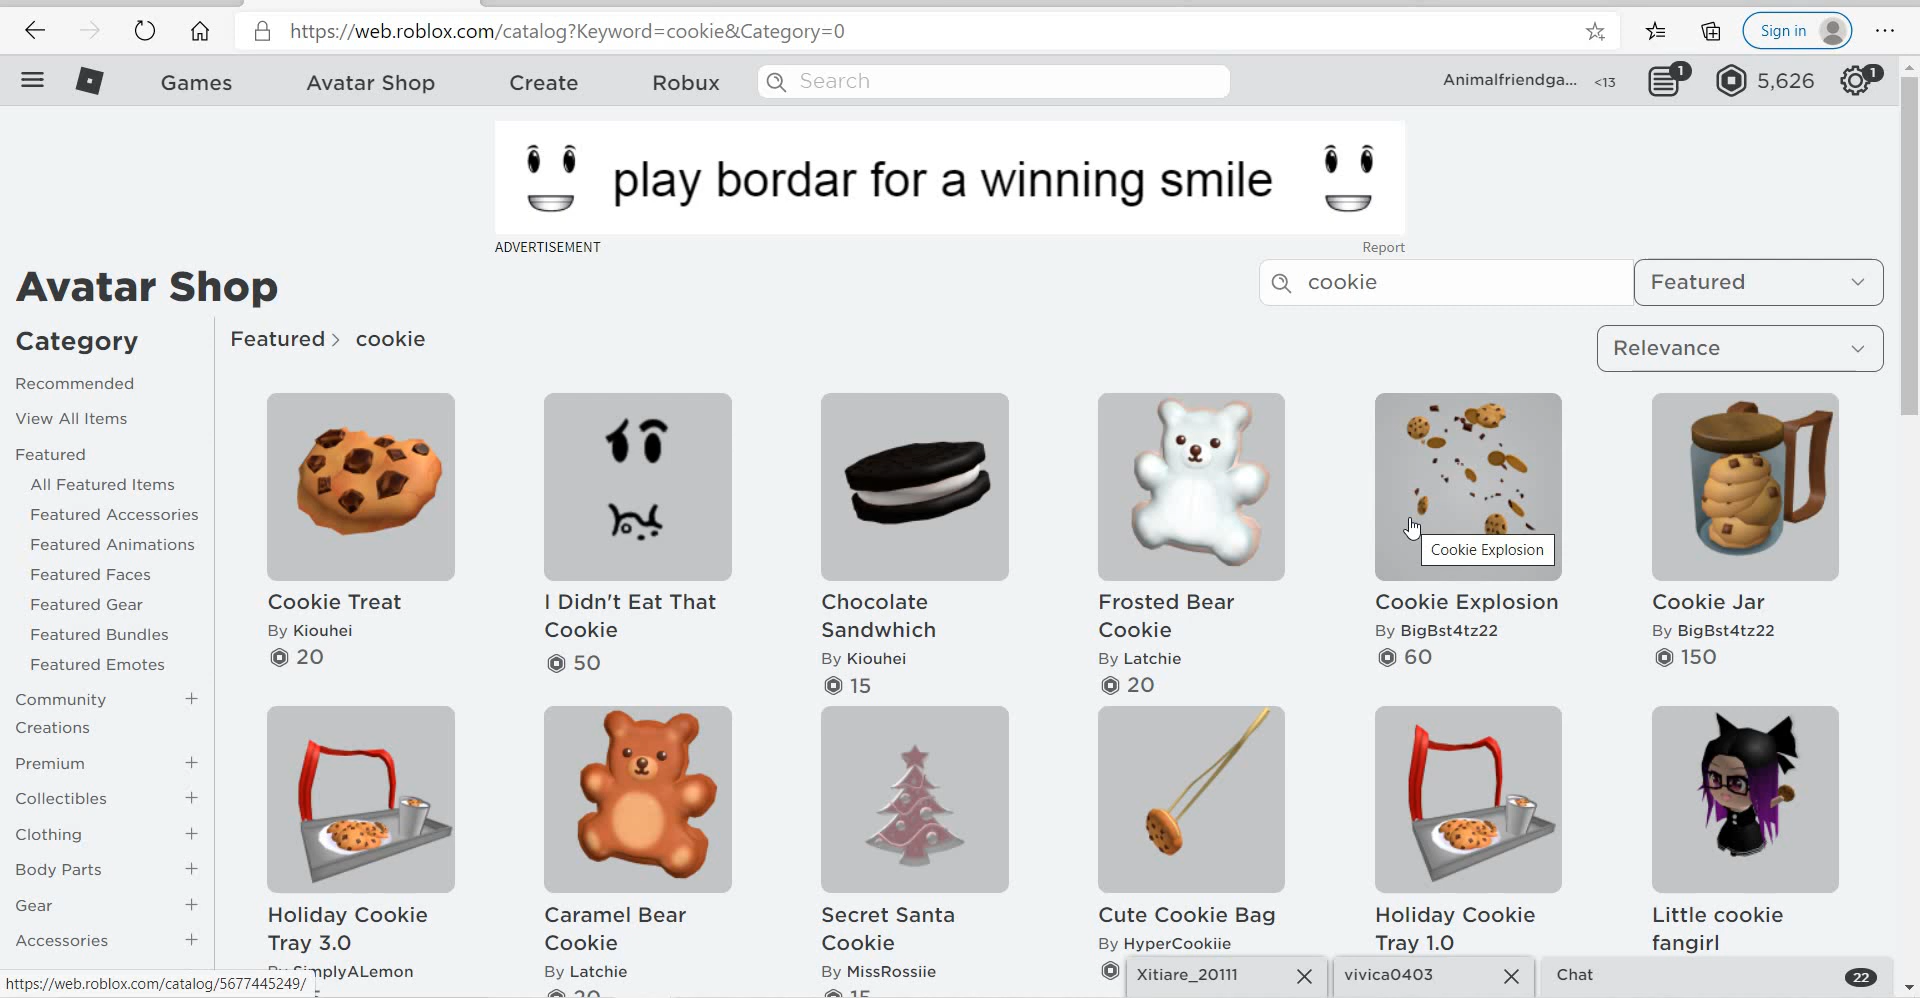 https://web.roblox.com/catalog?Keyword=cookie&Category=0
Sign in
Games
Avatar Shop
Create
Robux
Search
Animalfriendga... <13
1
5,626
1
play bordar for a winning smile
ADVERTISEMENT
Report
Avatar Shop
cookie
Featured
Category
Featured > cookie
Relevance
Recommended
View All Items
Featured
All Featured Items
Featured Accessories
Featured Animations
Featured Faces
Featured Gear
Featured Bundles
Featured Emotes
Community +
Creations
Premium +
Collectibles +
Clothing +
Body Parts +
Gear +
Accessories +
Cookie Treat
By Kiouhei
20
I Didn't Eat That
Cookie
50
Chocolate
Sandwhich
By Kiouhei
15
Frosted Bear
Cookie
By Latchie
20
Cookie Explosion
Cookie Explosion
By BigBst4tz22
60
Cookie Jar
By BigBst4tz22
150
Holiday Cookie
Tray 3.0
By SimplyALemon
Caramel Bear
Cookie
By Latchie
20
Secret Santa
Cookie
By MissRossiie
15
Cute Cookie Bag
By HyperCookiie
Holiday Cookie
Tray 1.0
Little cookie
fangirl
https://web.roblox.com/catalog/5677445249/
Xitiare_20111
vivica0403
Chat
22